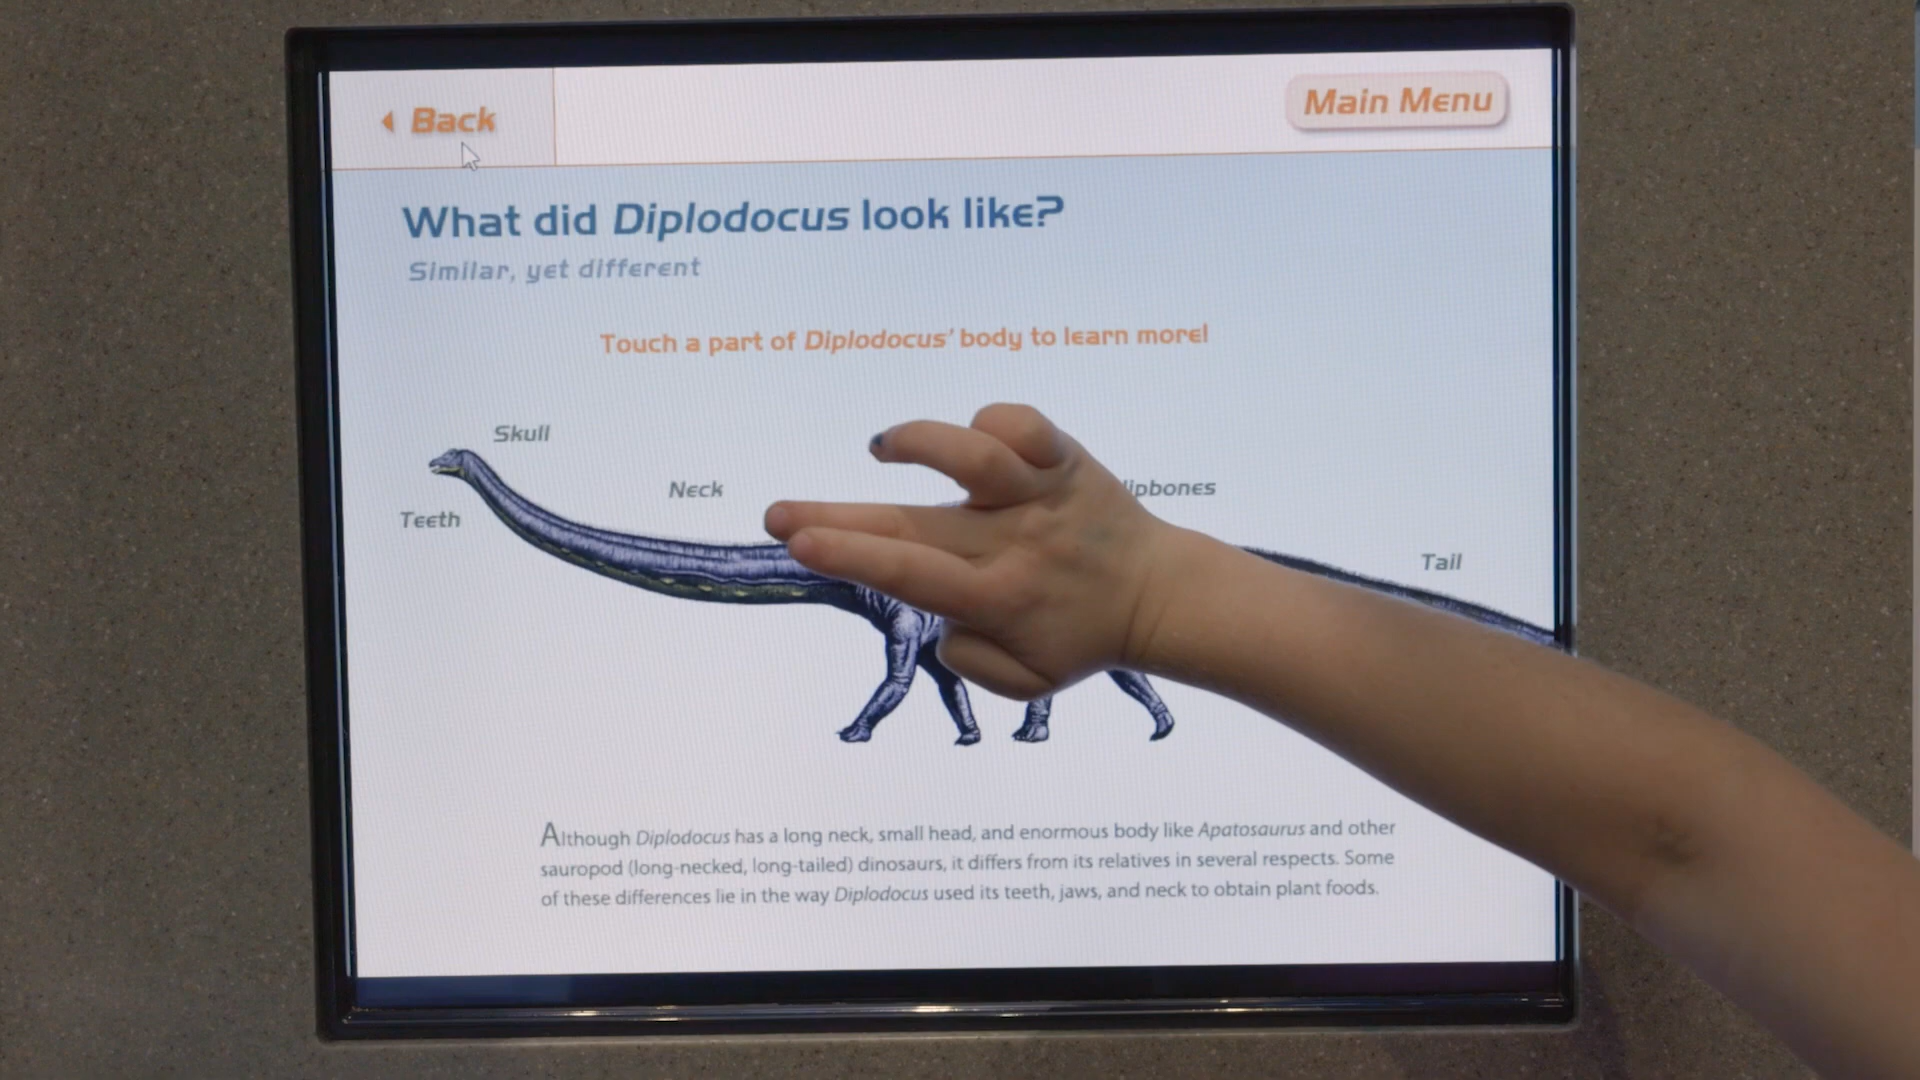 Back
Main Menu
What did Diplodocus look like?
Similar, yet different
Touch a part of Diplodocus' body to learn more!
Skull
Neck
Teeth
Tail
Although Diplodocus has a long neck, small head, and enormous body like Apatosaurus and other
sauropod (long-necked, long-tailed) dinosaurs, it differs from its relatives in several respects. Some
of these differences lie in the way Diplodocus used its teeth, jaws, and neck to obtain plant foods.